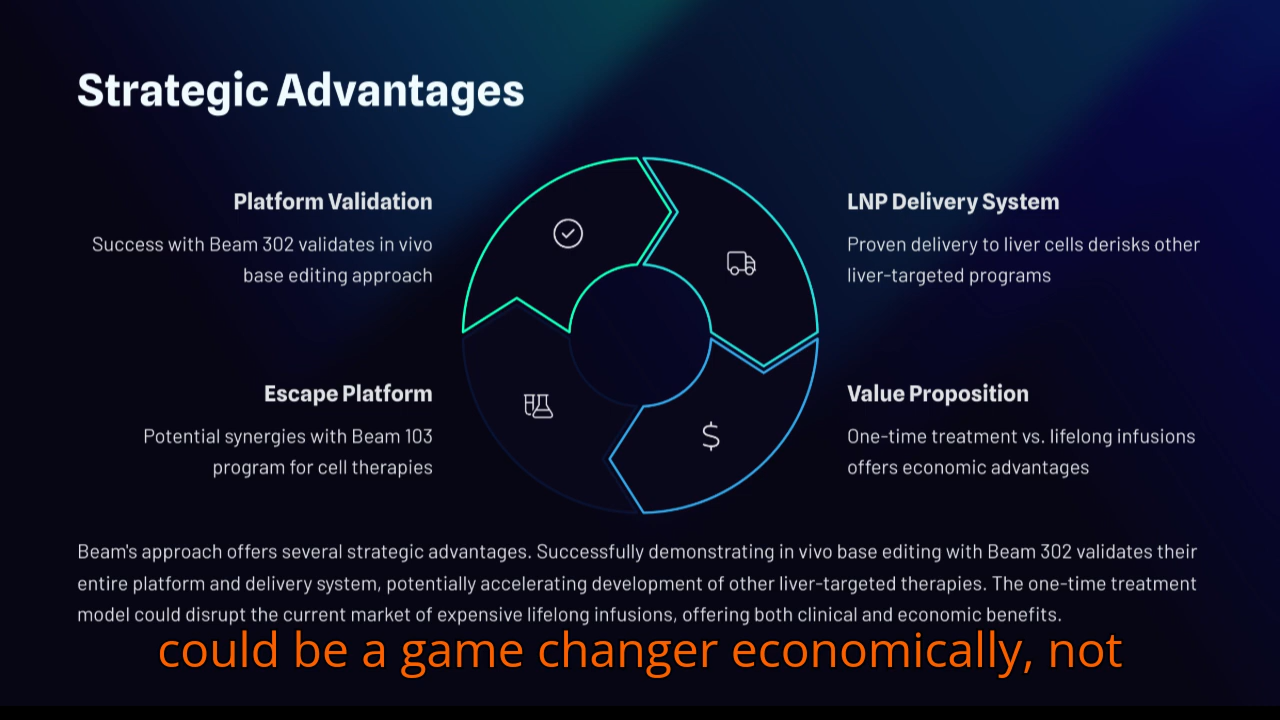 Strategic Advantages
Platform Validation
Success with Beam 302 validates in vivo
base editing approach
LNP Delivery System
Proven delivery to liver cells derisks other
liver-targeted programs
Escape Platform
Potential synergies with Beam 103
program for cell therapies
Value Proposition
One-time treatment vs. lifelong infusions
offers economic advantages
Beam's approach offers several strategic advantages. Successfully demonstrating in vivo base editing with Beam 302 validates their
entire platform and delivery system, potentially accelerating development of other liver-targeted therapies. The one-time treatment
model could disrupt the current market of expensive lifelong infusions, offering both clinical and economic benefits.
could be a game changer economically, not